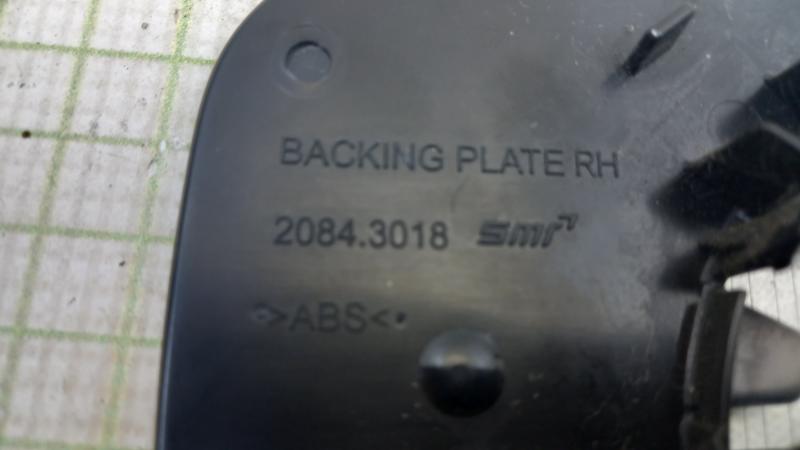 BACKING PLATE RH
2084.3018 smr
>ABS<